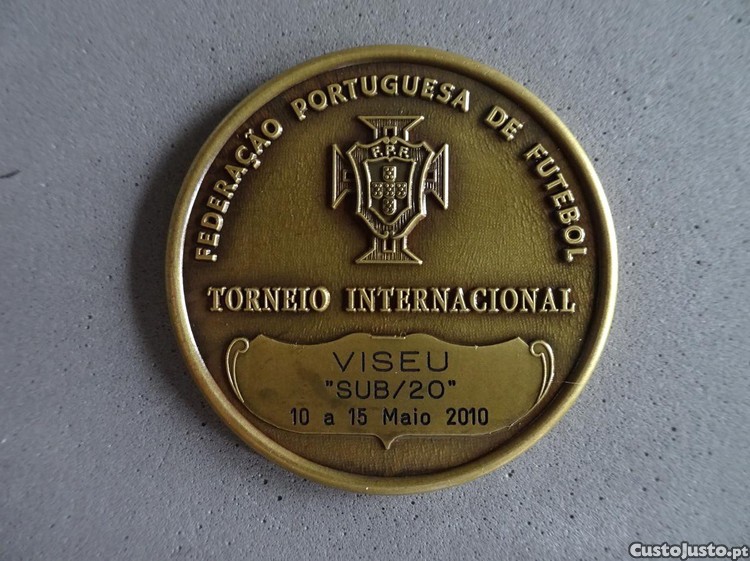 FEDERAÇÃO PORTUGUESA DE FUTEBOL
F.P.F.
TORNEIO INTERNACIONAL
VISEU
"SUB/20"
10 a 15 Maio 2010
CustoJusto.pt